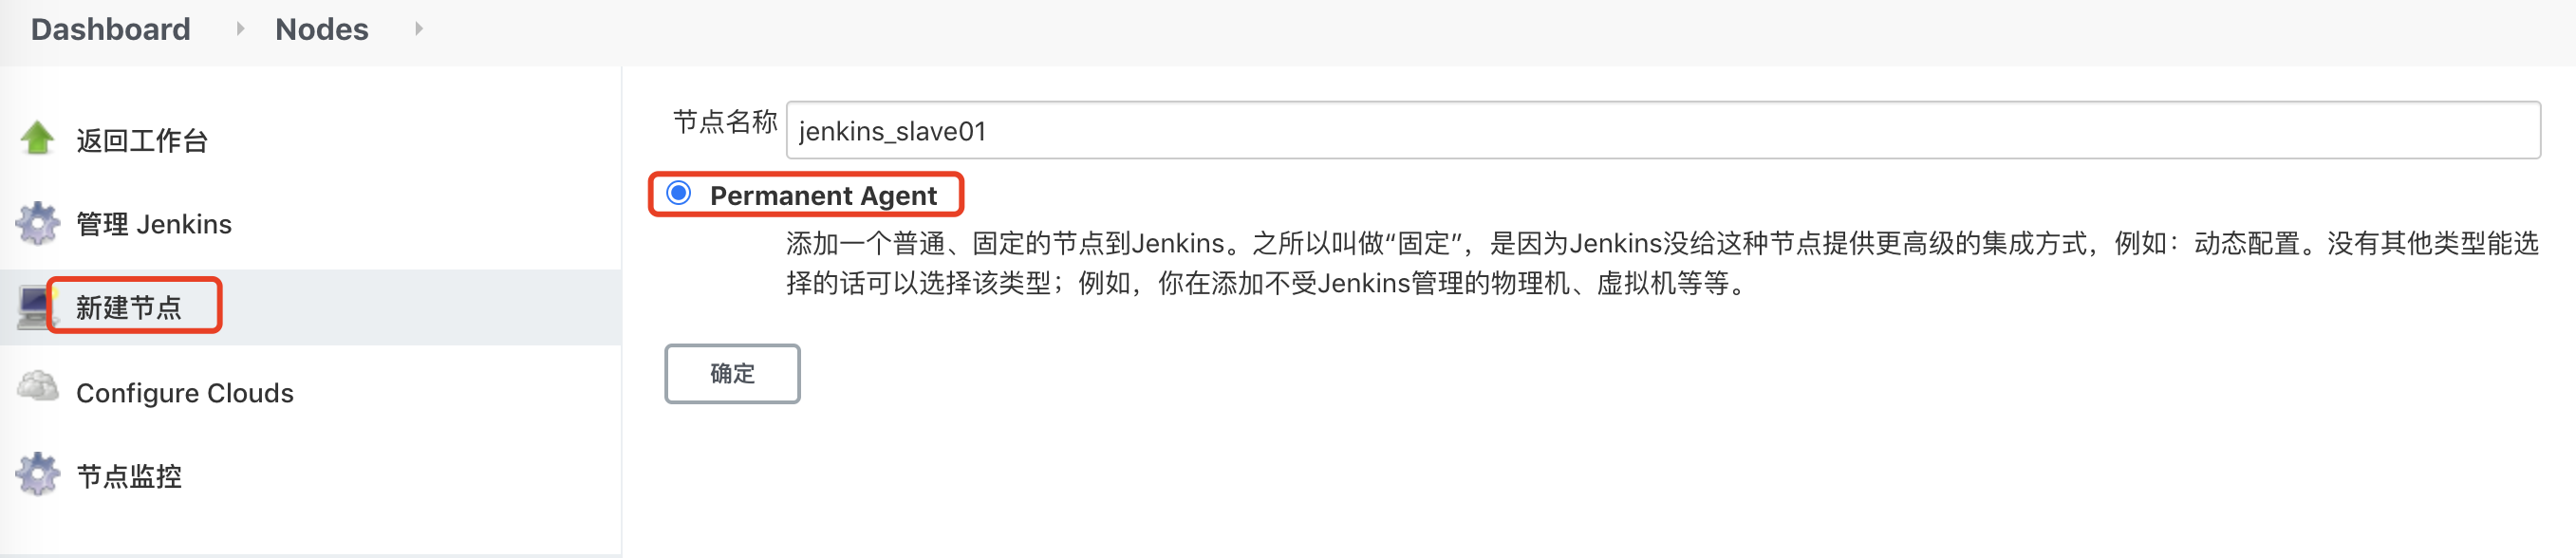 Dashboard
Nodes
返回工作台
管理 Jenkins
新建节点
Configure Clouds
节点监控
节点名称
jenkins_slave01
Permanent Agent
添加一个普通、固定的节点到Jenkins。之所以叫做“固定”，是因为Jenkins没给这种节点提供更高级的集成方式，例如：动态配置。没有其他类型能选
择的话可以选择该类型；例如，你在添加不受Jenkins管理的物理机、虚拟机等等。
确定